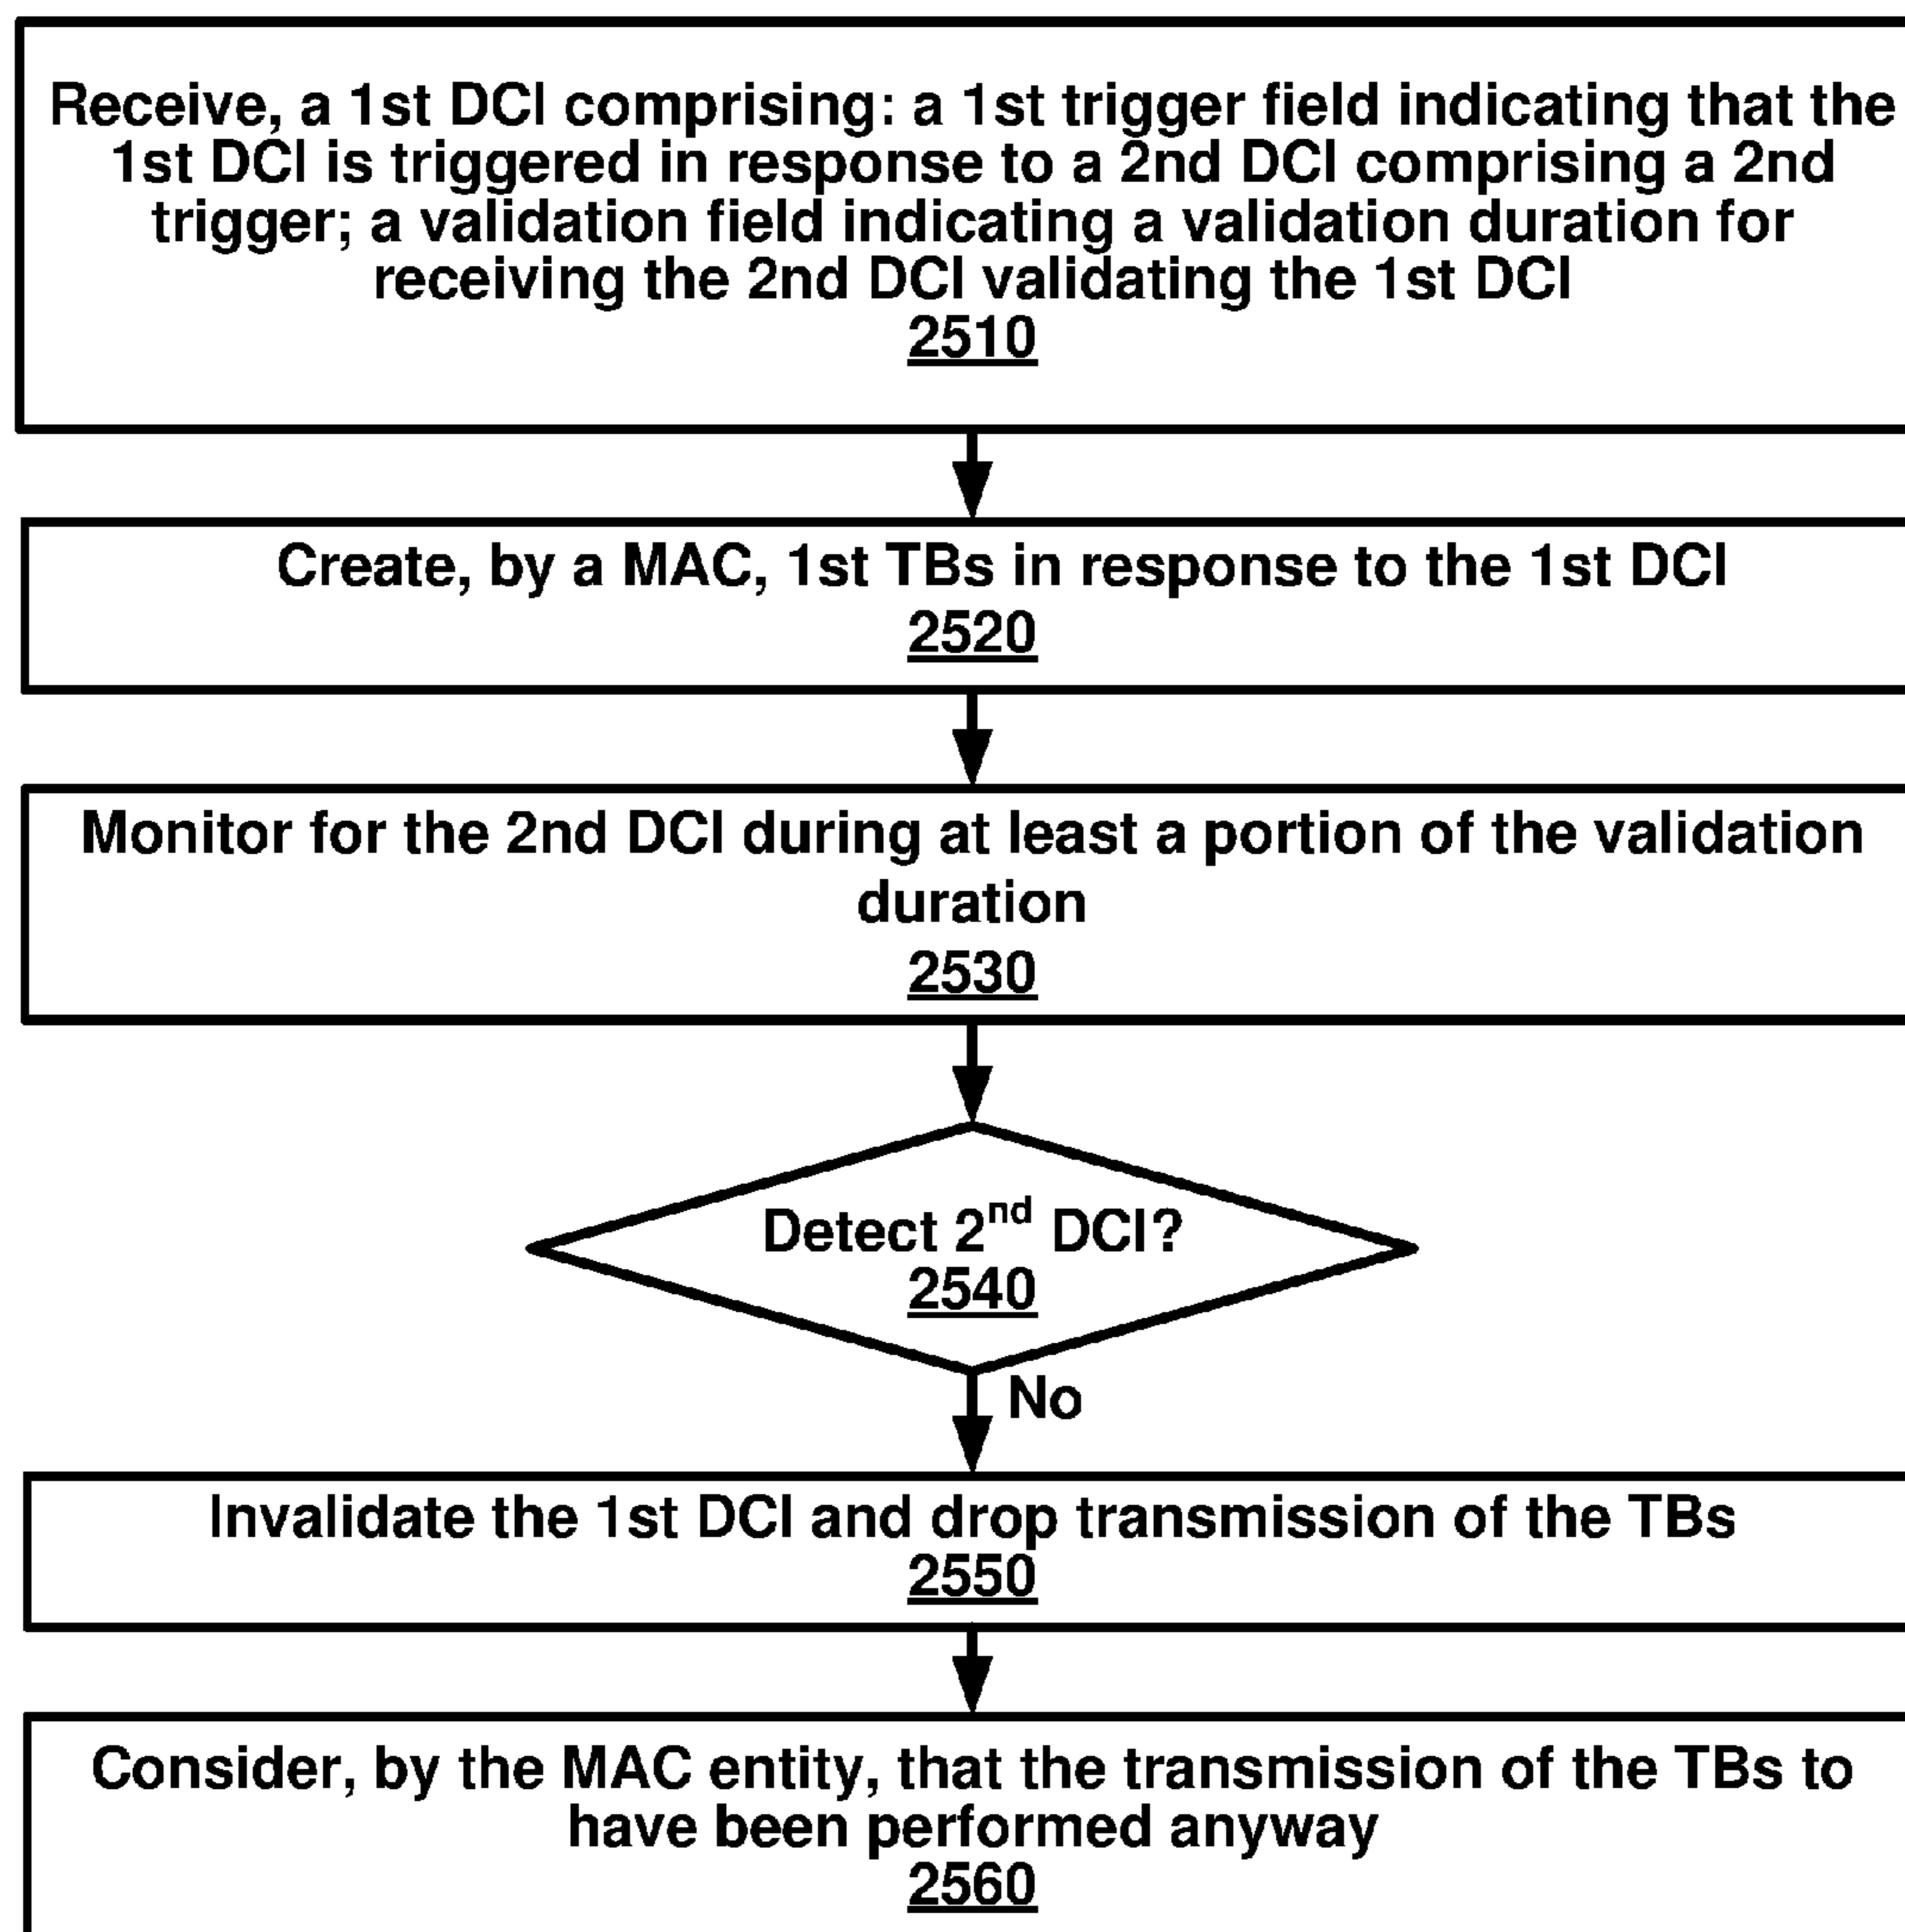 Receive, a 1st DCI comprising: a 1st trigger field indicating that the
1st DCI is triggered in response to a 2nd DCI comprising a 2nd
trigger; a validation field indicating a validation duration for
receiving the 2nd DCI validating the 1st DCI
2510
Create, by a MAC, 1st TBs in response to the 1st DCI
2520
Monitor for the 2nd DCI during at least a portion of the validation
duration
2530
Detect 2nd DCI?
2540
No
Invalidate the 1st DCI and drop transmission of the TBs
2550
Consider, by the MAC entity, that the transmission of the TBs to
have been performed anyway
2560